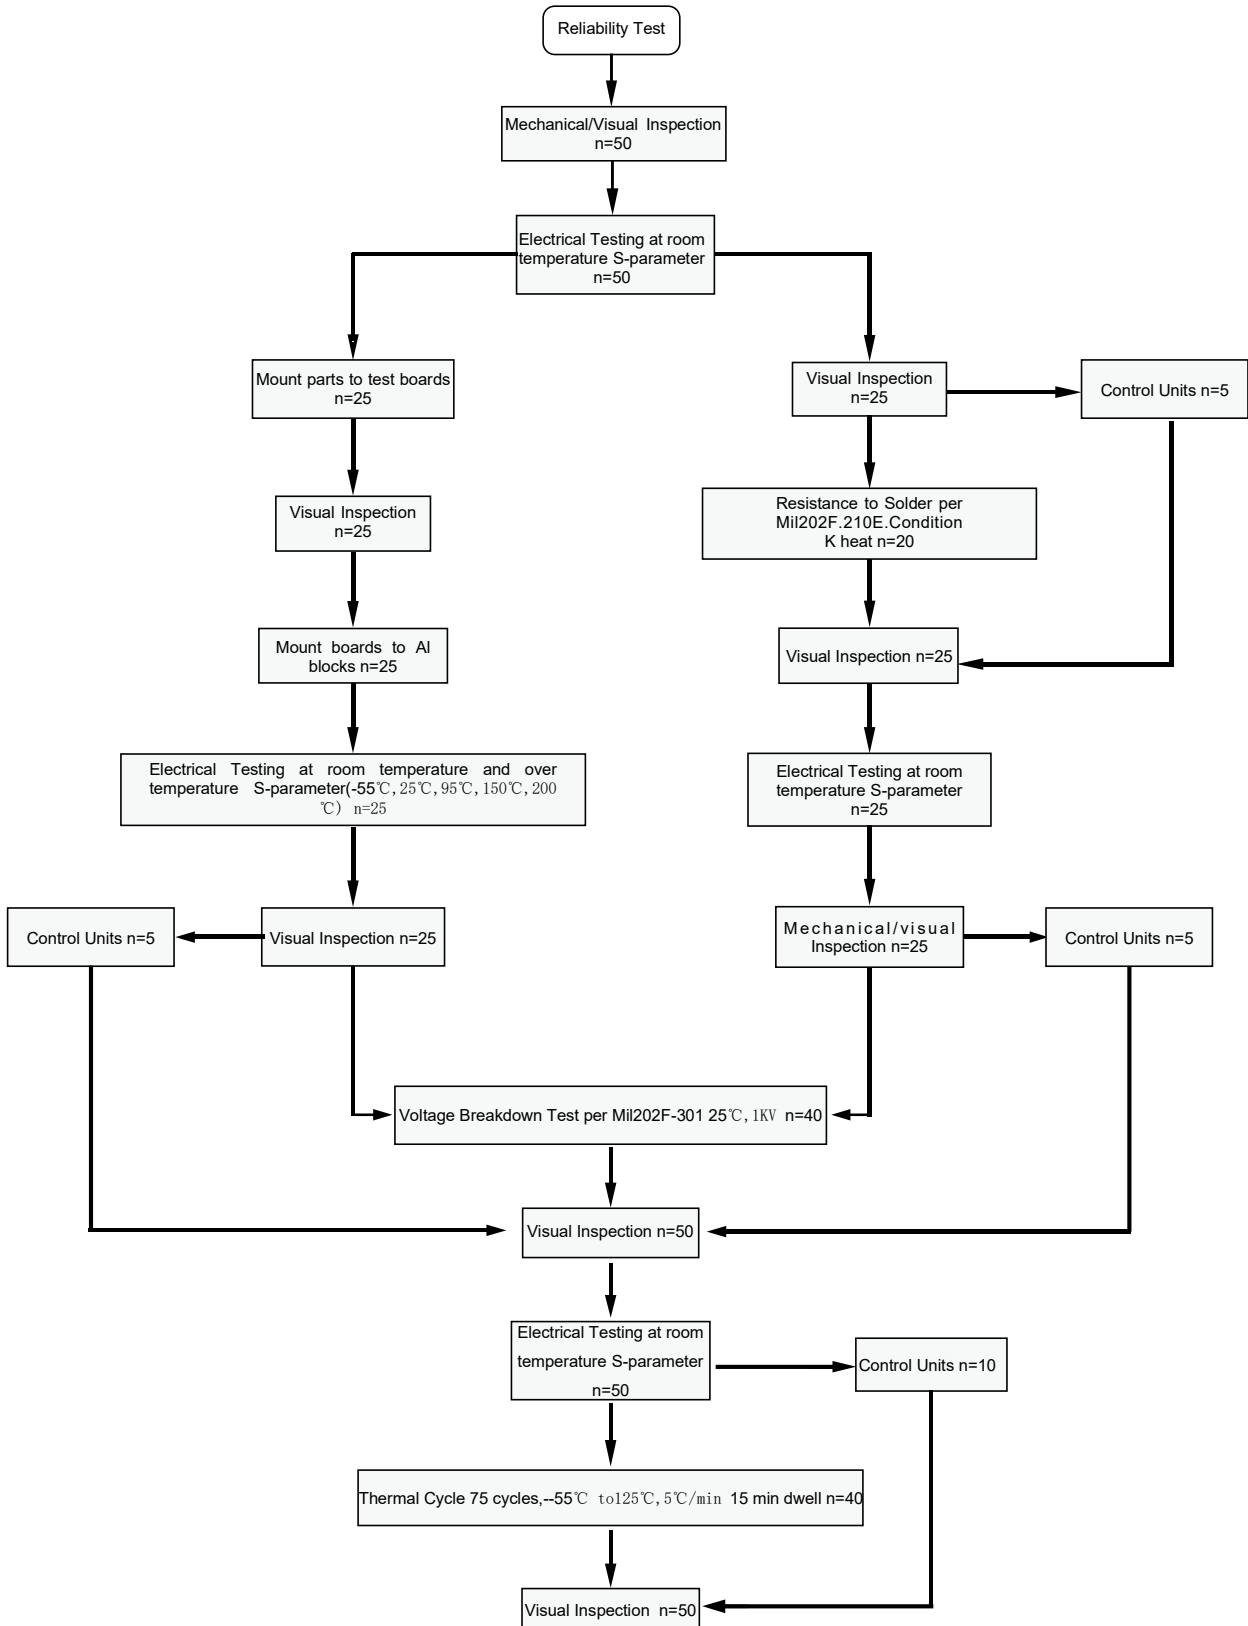 Reliability Test
Mechanical/Visual Inspection
n=50
Electrical Testing at room
temperature S-parameter
n=50
Mount parts to test boards
n=25
Visual Inspection
n=25
Control Units n=5
Visual Inspection
n=25
Resistance to Solder per
Mil202F.210E.Condition
K heat n=20
Mount boards to Al
blocks n=25
Visual Inspection n=25
Electrical Testing at room temperature and over
temperature S-parameter(-55℃,25℃,95℃,150℃,200
℃) n=25
Electrical Testing at room
temperature S-parameter
n=25
Control Units n=5
Visual Inspection n=25
Mechanical/visual
Inspection n=25
Control Units n=5
Voltage Breakdown Test per Mil202F-301 25℃,1KV n=40
Visual Inspection n=50
Electrical Testing at room
temperature S-parameter
n=50
Control Units n=10
Thermal Cycle 75 cycles,--55℃ to125℃,5℃/min 15 min dwell n=40
Visual Inspection n=50